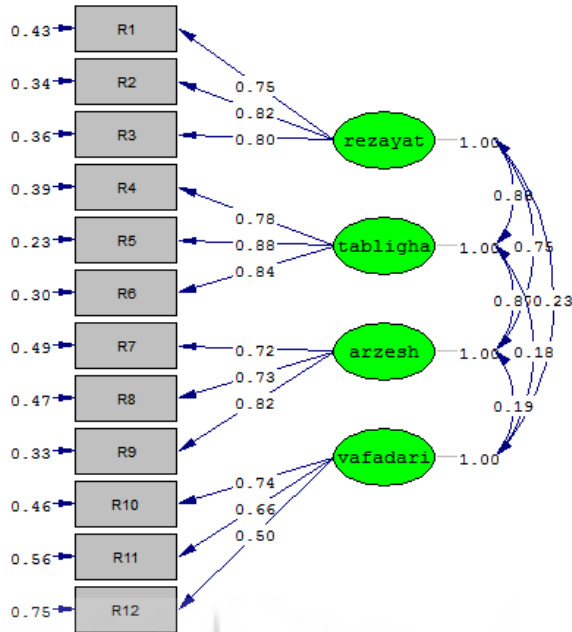 0.43 R1
0.75
0.34 R2
0.82
0.36 R3
0.80 rezayat 1.00
0.39 R4
0.78
0.23 R5
0.88 tabligha 1.00
0.75
0.30 R6
0.84
0.87 0.23
0.49 R7
0.72 arzesh 1.00
0.18
0.47 R8
0.73
0.19
0.33 R9
0.82
vafadari 1.00
0.46 R10
0.74
0.56 R11
0.66
0.75 R12
0.50